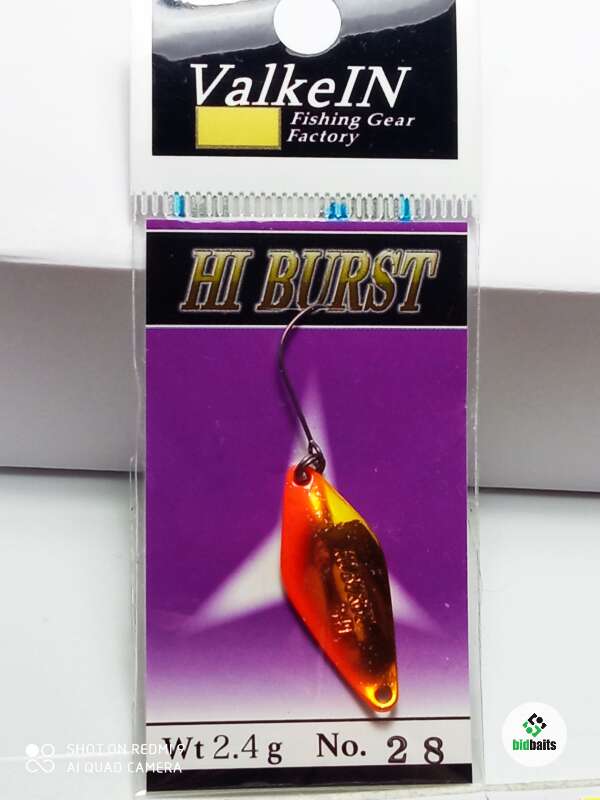 ValkeIN
Fishing Gear
Factory
HI BURST
Wt 2.4 g No. 28
SHOT ON REDMI 9
AI QUAD CAMERA
bidbaits